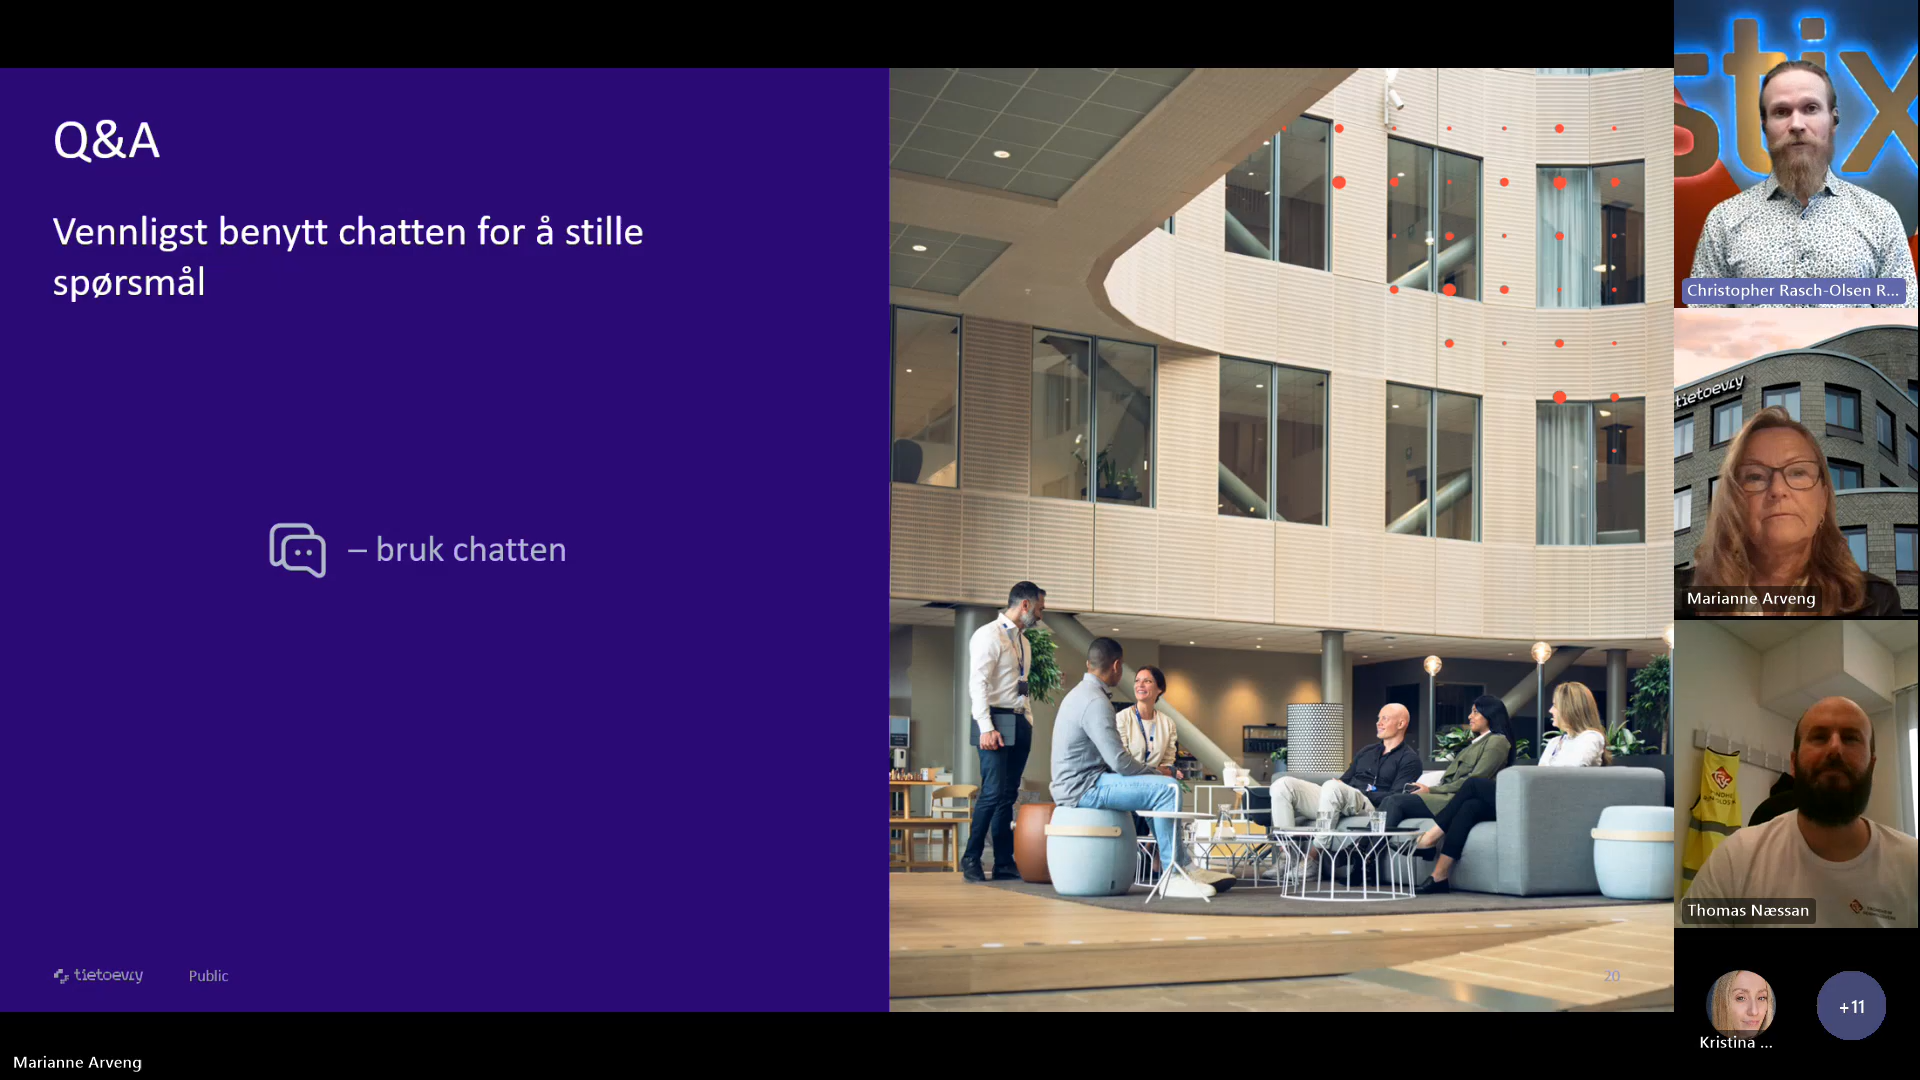 Q&A
Vennligst benytt chatten for å stille
spørsmål
– bruk chatten
tietoevry
Public
20
Marianne Arveng
stix
Christopher Rasch-Olsen R...
tietoevry
Marianne Arveng
Thomas Næssan
Kristina ...
+11